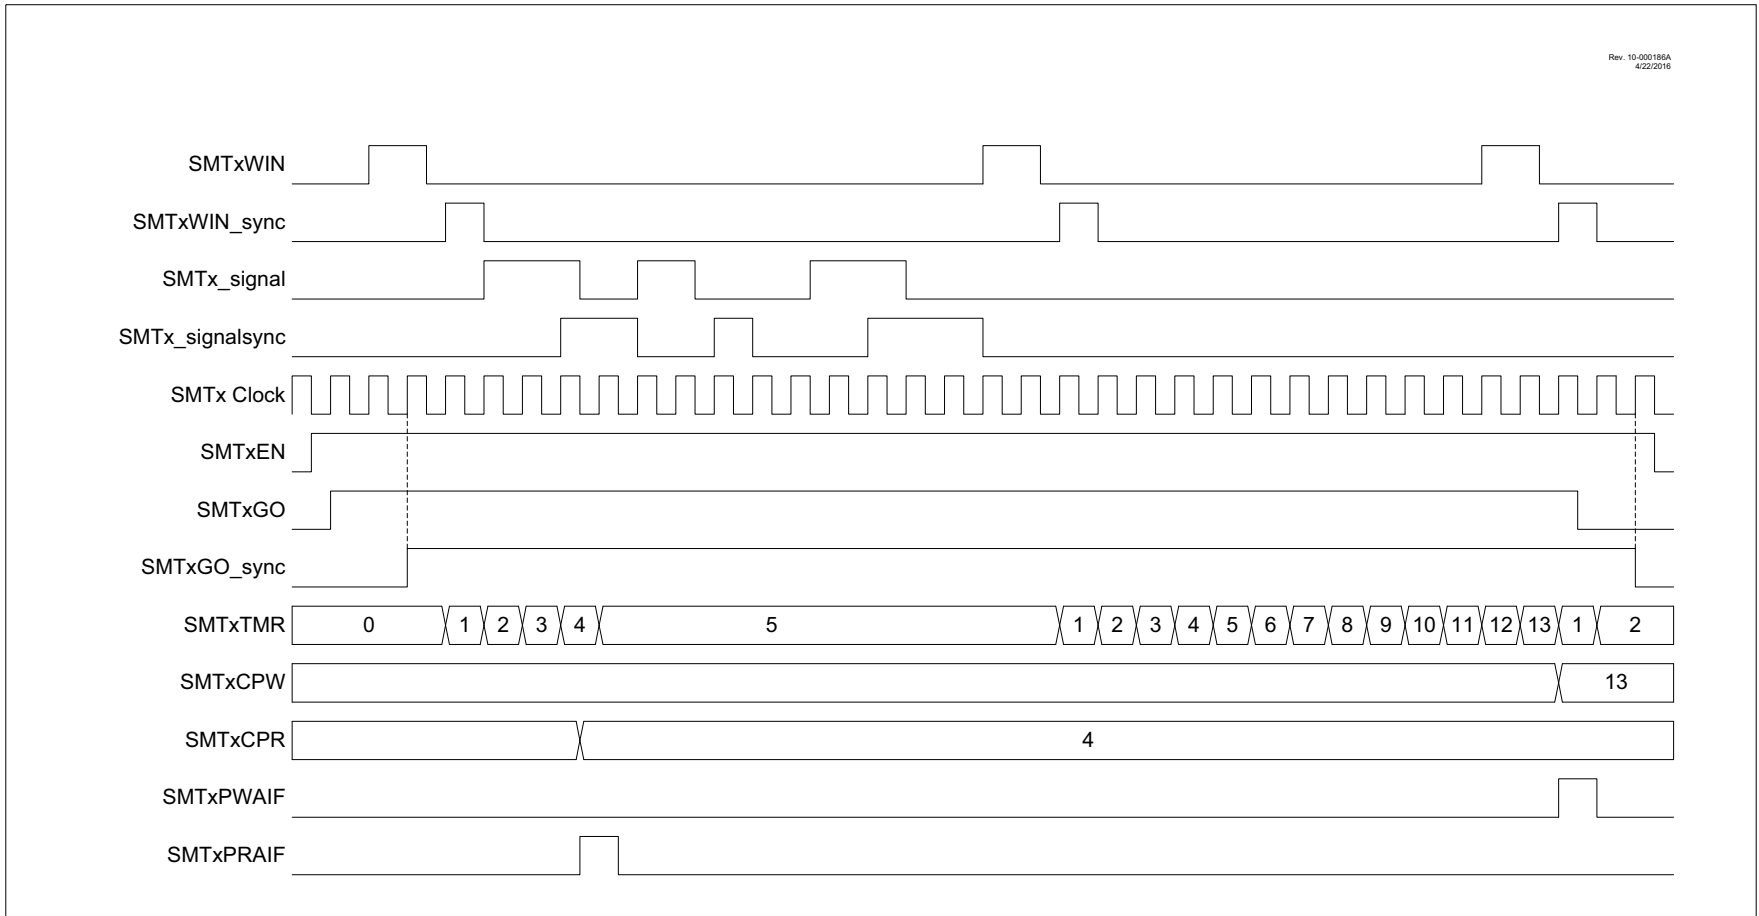 Rev. 10-000186A
4/22/2016
SMTxWIN
SMTxWIN_sync
SMTx_signal
SMTx_signalsync
SMTx Clock
SMTxEN
SMTxGO
SMTxGO_sync
SMTxTMR 0 1 2 3 4 5 1 2 3 4 5 6 7 8 9 10 11 12 13 1 2
SMTxCPW 13
SMTxCPR 4
SMTxPWAIF
SMTxPRAIF